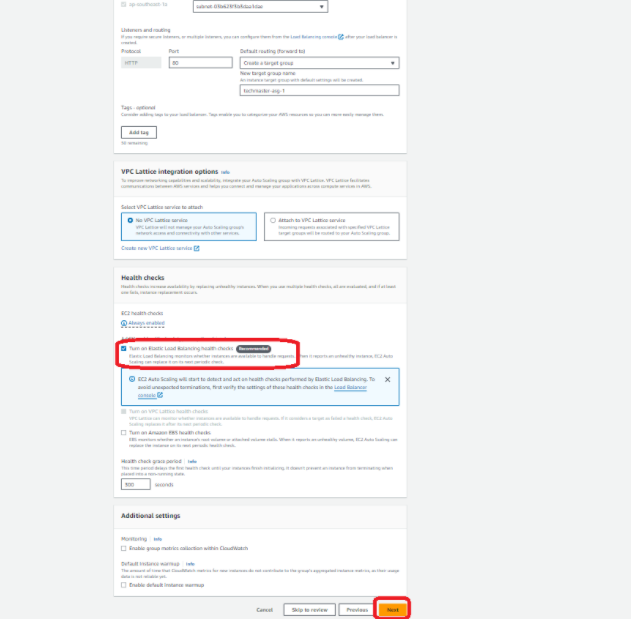 ap-southeast-1c
Listeners and routing
If you require secure listeners, or multiple listeners, you can configure them from the Load Balancing console after your load balancer is
created.
Protocol Port Default routing (forward to)
HTTP 80 Create a target group
New target group name
An instance target group with default settings will be created.
techmaster-asg-1
Tags - optional
Consider adding tags to your load balancer. Tags enable you to categorize your AWS resources so you can more easily manage them.
Add tag
50 remaining
VPC Lattice integration options Info
To improve networking capabilities and scalability, integrate your Auto Scaling group with VPC Lattice. VPC Lattice facilitates
communications between AWS services and helps you connect and manage your applications across compute services in AWS.
Select VPC Lattice service to attach
No VPC Lattice service
VPC Lattice will not manage your Auto Scaling group's
network access and connectivity with other services.
Attach to VPC Lattice service
Incoming requests associated with specified VPC Lattice
target groups will be routed to your Auto Scaling group.
Create new VPC Lattice service
Health checks
Health checks increase availability by replacing unhealthy instances. When you use multiple health checks, all are evaluated, and if at least
one fails, instance replacement occurs.
EC2 health checks
Always enabled
Turn on Elastic Load Balancing health checks Recommended
Elastic Load Balancing monitors whether instances are available to handle requests. When it reports an unhealthy instance, EC2 Auto
Scaling can replace it on its next periodic check.
EC2 Auto Scaling will start to detect and act on health checks performed by Elastic Load Balancing. To
avoid unexpected terminations, first verify the settings of these health checks in the Load Balancer
console
Turn on VPC Lattice health checks
VPC Lattice can monitor whether instances are available to handle requests. If it considers a target as failed a health check, EC2 Auto
Scaling replaces it after its next periodic check.
Turn on Amazon EBS health checks
EBS monitors whether an instance's root volume or attached volume stalls. When it reports an unhealthy volume, EC2 Auto Scaling can
replace the instance on its next periodic health check.
Health check grace period Info
This time period delays the first health check until your instances finish initializing. It doesn't prevent an instance from terminating when
placed into a non-running state.
300 seconds
Additional settings
Monitoring Info
Enable group metrics collection within CloudWatch
Default instance warmup Info
The amount of time that CloudWatch metrics for new instances do not contribute to the group's aggregated instance metrics, as their usage
data is not reliable yet.
Enable default instance warmup
Cancel Skip to review Previous Next